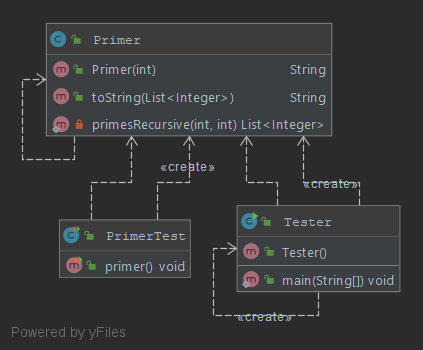 Primer
Primer(int) String
toString(List<Integer>) String
primesRecursive(int, int) List<Integer>
«create»
«create»
PrimerTest
primer() void
Tester
Tester()
main(String[]) void
«create»
Powered by yFiles